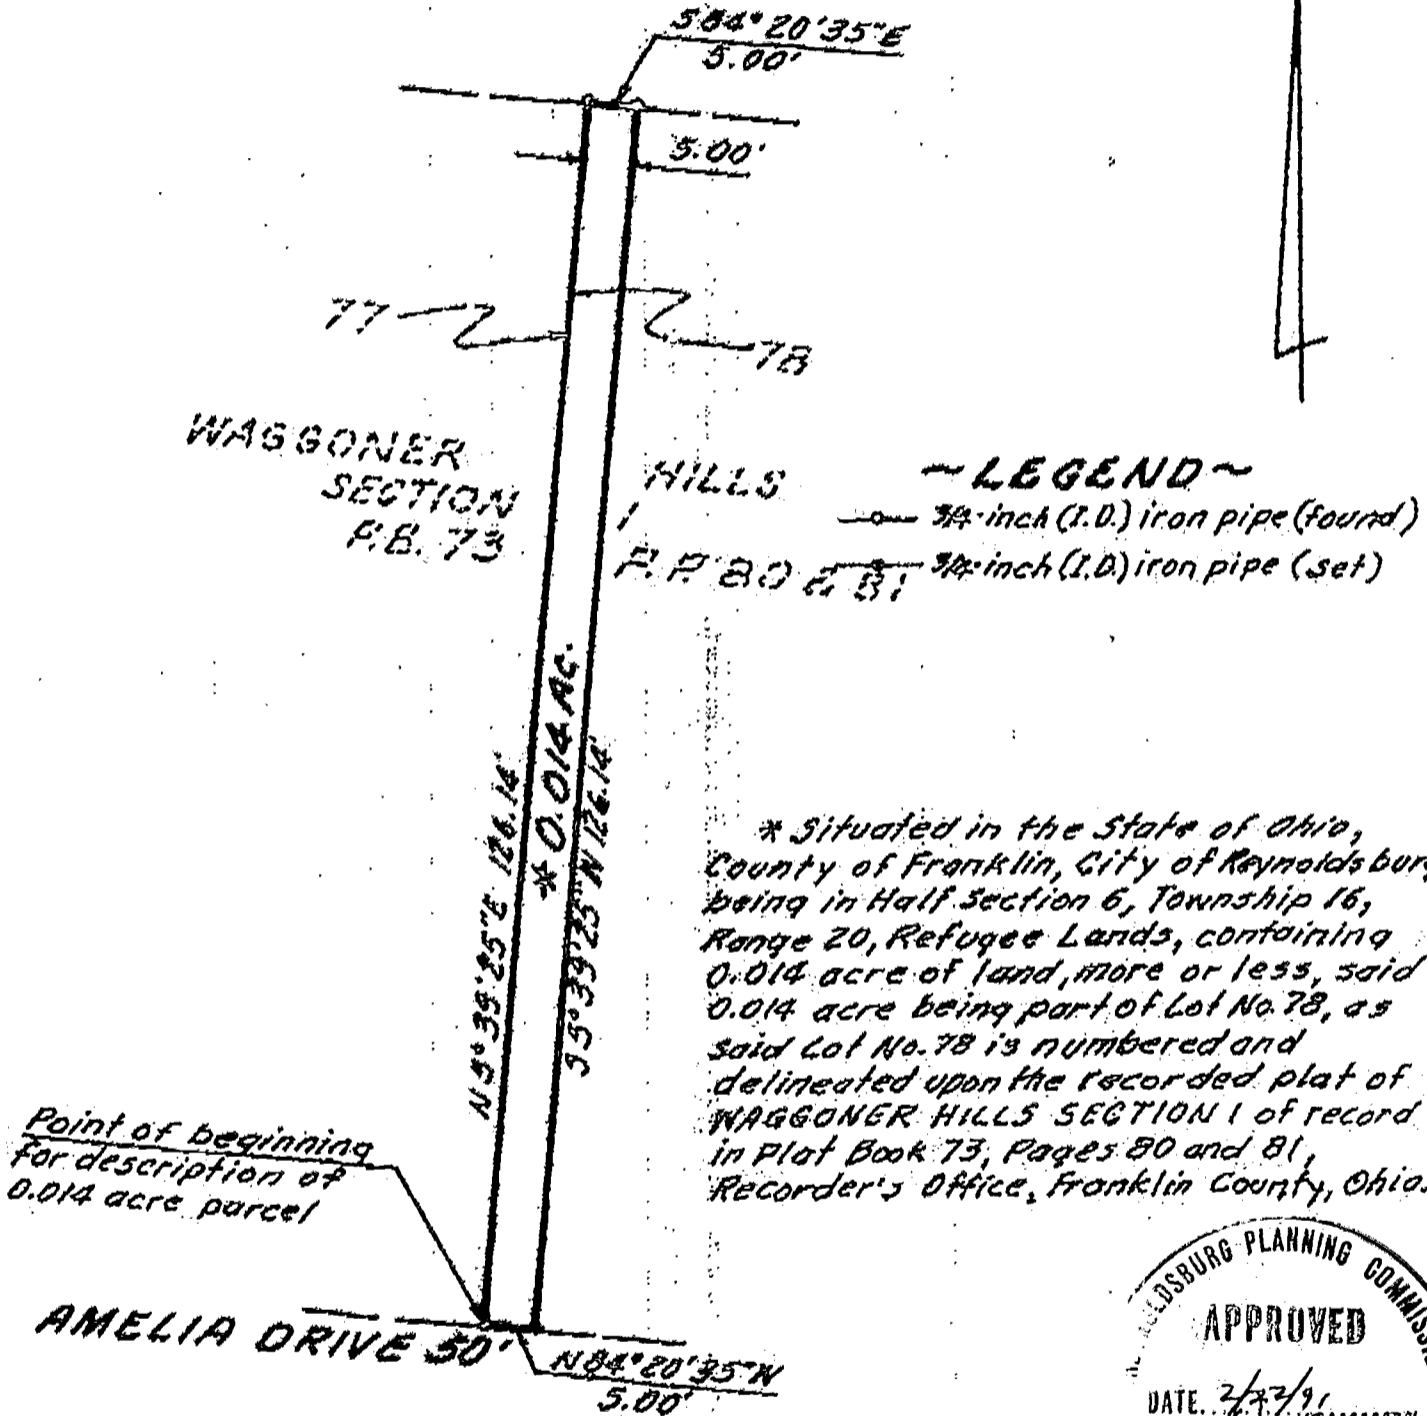 S84°20'35"E
5.00'
5.00'
77
78
WAGGONER
SECTION
P.B. 73
HILLS
1
P.P. 80 & 81
~LEGEND~
3/4-inch (I.D.) iron pipe (found)
3/4-inch (I.D.) iron pipe (set)
N5°39'25"E 126.14'
* 0.014 AC.
* Situated in the State of Ohio,
County of Franklin, City of Reynoldsburg
being in Half Section 6, Township 16,
Range 20, Refugee Lands, containing
0.014 acre of land, more or less, said
0.014 acre being part of Lot No. 78, as
said Lot No. 78 is numbered and
delineated upon the recorded plat of
WAGGONER HILLS SECTION 1 of record
in Plat Book 73, Pages 80 and 81,
Recorder's Office, Franklin County, Ohio.
Point of beginning
for description of
0.014 acre parcel
AMELIA DRIVE 50'
N84°20'35"W
5.00'
PLANNING
APPROVED
DATE